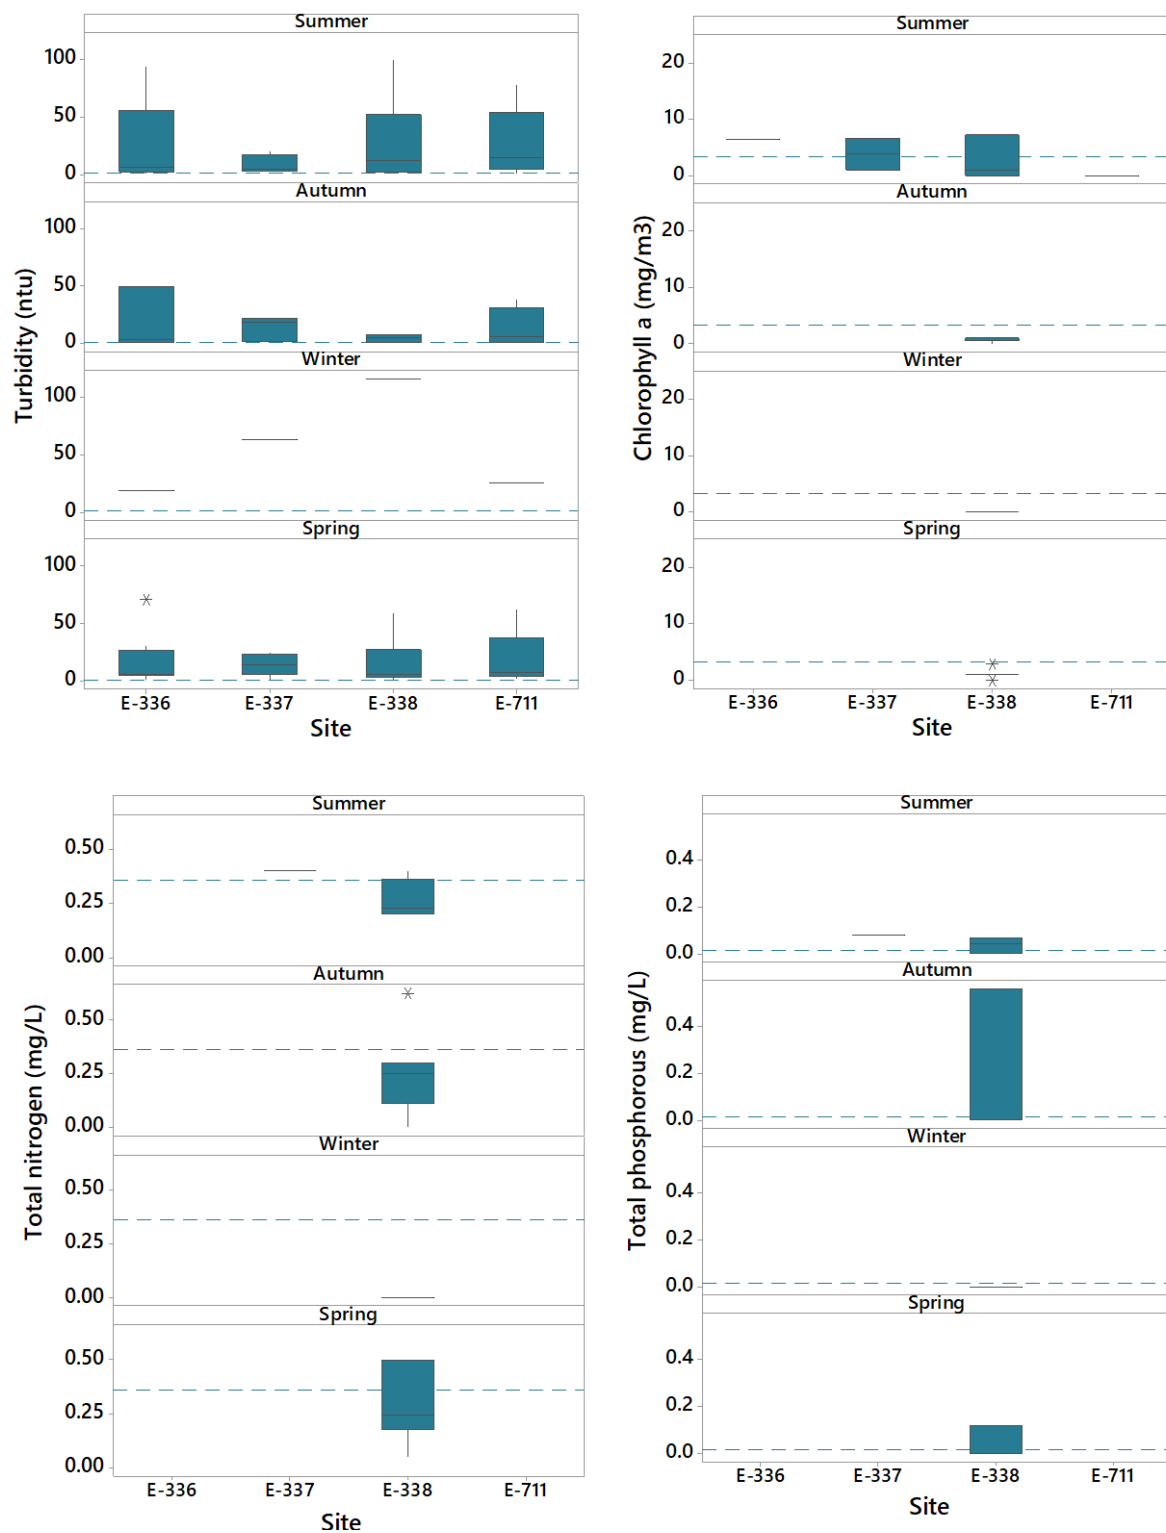 Summer
100
50
0
Autumn
100
50
0
Winter
100
50
0
Spring
100
50
0
Turbidity (ntu)
E-336 E-337 E-338 E-711
Site
Summer
20
10
0
Autumn
20
10
0
Winter
20
10
0
Spring
20
10
0
Chlorophyll a (mg/m3)
E-336 E-337 E-338 E-711
Site
Summer
0.50
0.25
0.00
Autumn
0.50
0.25
0.00
Winter
0.50
0.25
0.00
Spring
0.50
0.25
0.00
Total nitrogen (mg/L)
E-336 E-337 E-338 E-711
Site
Summer
0.4
0.2
0.0
Autumn
0.4
0.2
0.0
Winter
0.4
0.2
0.0
Spring
0.4
0.2
0.0
Total phosphorous (mg/L)
E-336 E-337 E-338 E-711
Site